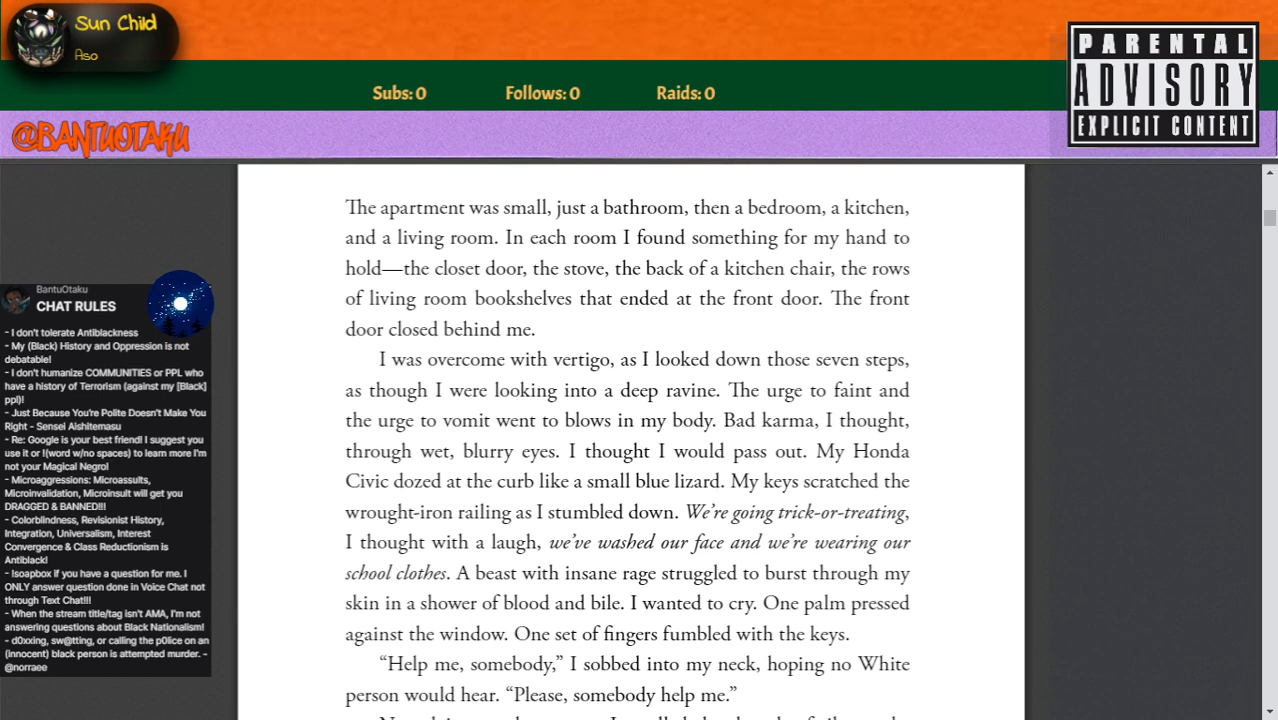 Sun Child
Aso
PARENTAL
ADVISORY
EXPLICIT CONTENT
Subs: 0
Follows: 0
Raids: 0
@BANTUOTAKU
The apartment was small, just a bathroom, then a bedroom, a kitchen,
and a living room. In each room I found something for my hand to
hold—the closet door, the stove, the back of a kitchen chair, the rows
of living room bookshelves that ended at the front door. The front
door closed behind me.
I was overcome with vertigo, as I looked down those seven steps,
as though I were looking into a deep ravine. The urge to faint and
the urge to vomit went to blows in my body. Bad karma, I thought,
through wet, blurry eyes. I thought I would pass out. My Honda
Civic dozed at the curb like a small blue lizard. My keys scratched the
wrought-iron railing as I stumbled down. We're going trick-or-treating,
I thought with a laugh, we've washed our face and we're wearing our
school clothes. A beast with insane rage struggled to burst through my
skin in a shower of blood and bile. I wanted to cry. One palm pressed
against the window. One set of fingers fumbled with the keys.
“Help me, somebody,” I sobbed into my neck, hoping no White
person would hear. “Please, somebody help me.”
BantuOtaku
CHAT RULES
- I don't tolerate Antiblackness
- My (Black) History and Oppression is not
debatable!
- I don't humanize COMMUNITIES or PPL who
have a history of Terrorism (against my [Black]
ppl)!
- Just Because You're Polite Doesn't Make You
Right - Sensei Aishitemasu
- Re: Google is your best friend! I suggest you
use it or !(word w/no spaces) to learn more I'm
not your Magical Negro!
- Microaggressions: Microassults,
Microinvalidation, Microinsult will get you
DRAGGED & BANNED!!!
- Colorblindness, Revisionist History,
Integration, Universalism, Interest
Convergence & Class Reductionism is
Antiblack!
- !soapbox if you have a question for me. I
ONLY answer question done in Voice Chat not
through Text Chat!!!
- When the stream title/tag isn't AMA, I'm not
answering questions about Black Nationalism!
- d0xxing, sw@tting, or calling the p0lice on an
(innocent) black person is attempted murder. -
@norraee